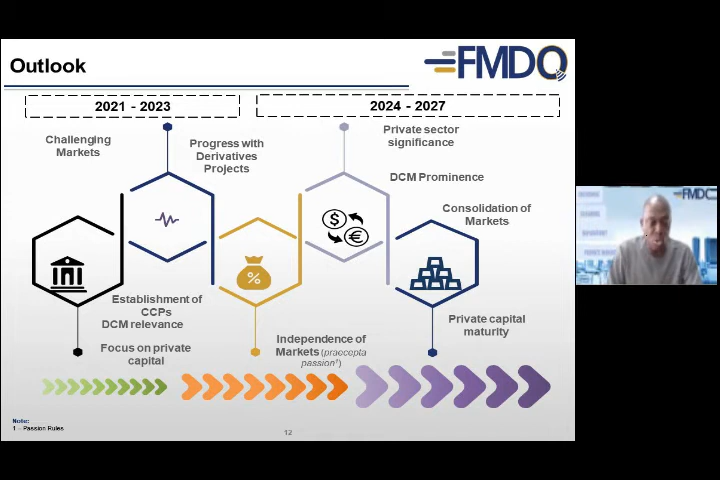 Outlook
FMDQ
2021 - 2023
2024 - 2027
Challenging
Markets
Progress with
Derivatives
Projects
Private sector
significance
DCM Prominence
Consolidation of
Markets
$
€
%
Establishment of
CCPs
DCM relevance
Focus on private
capital
Independence of
Markets (praecepta
passion¹)
Private capital
maturity
Note:
1 – Passion Rules
12
FMDQ